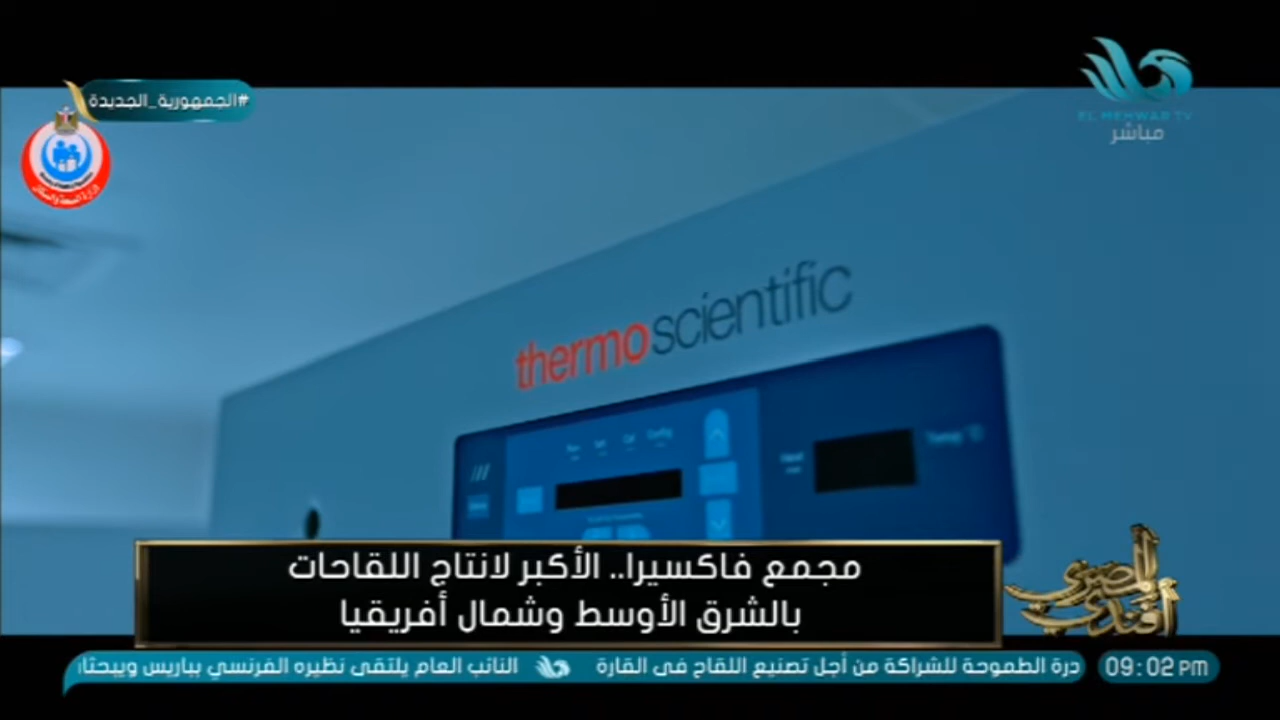 #الجمهورية_الجديدة
EL MEHWAR TV
مباشر
thermo scientific
مجمع فاكسيرا.. الأكبر لانتاج اللقاحات
بالشرق الأوسط وشمال أفريقيا
المصري
أفندي
درة الطموحة للشراكة من أجل تصنيع اللقاح فى القارة
النائب العام يلتقى نظيره الفرنسي بباريس ويبحثا
09:02 PM